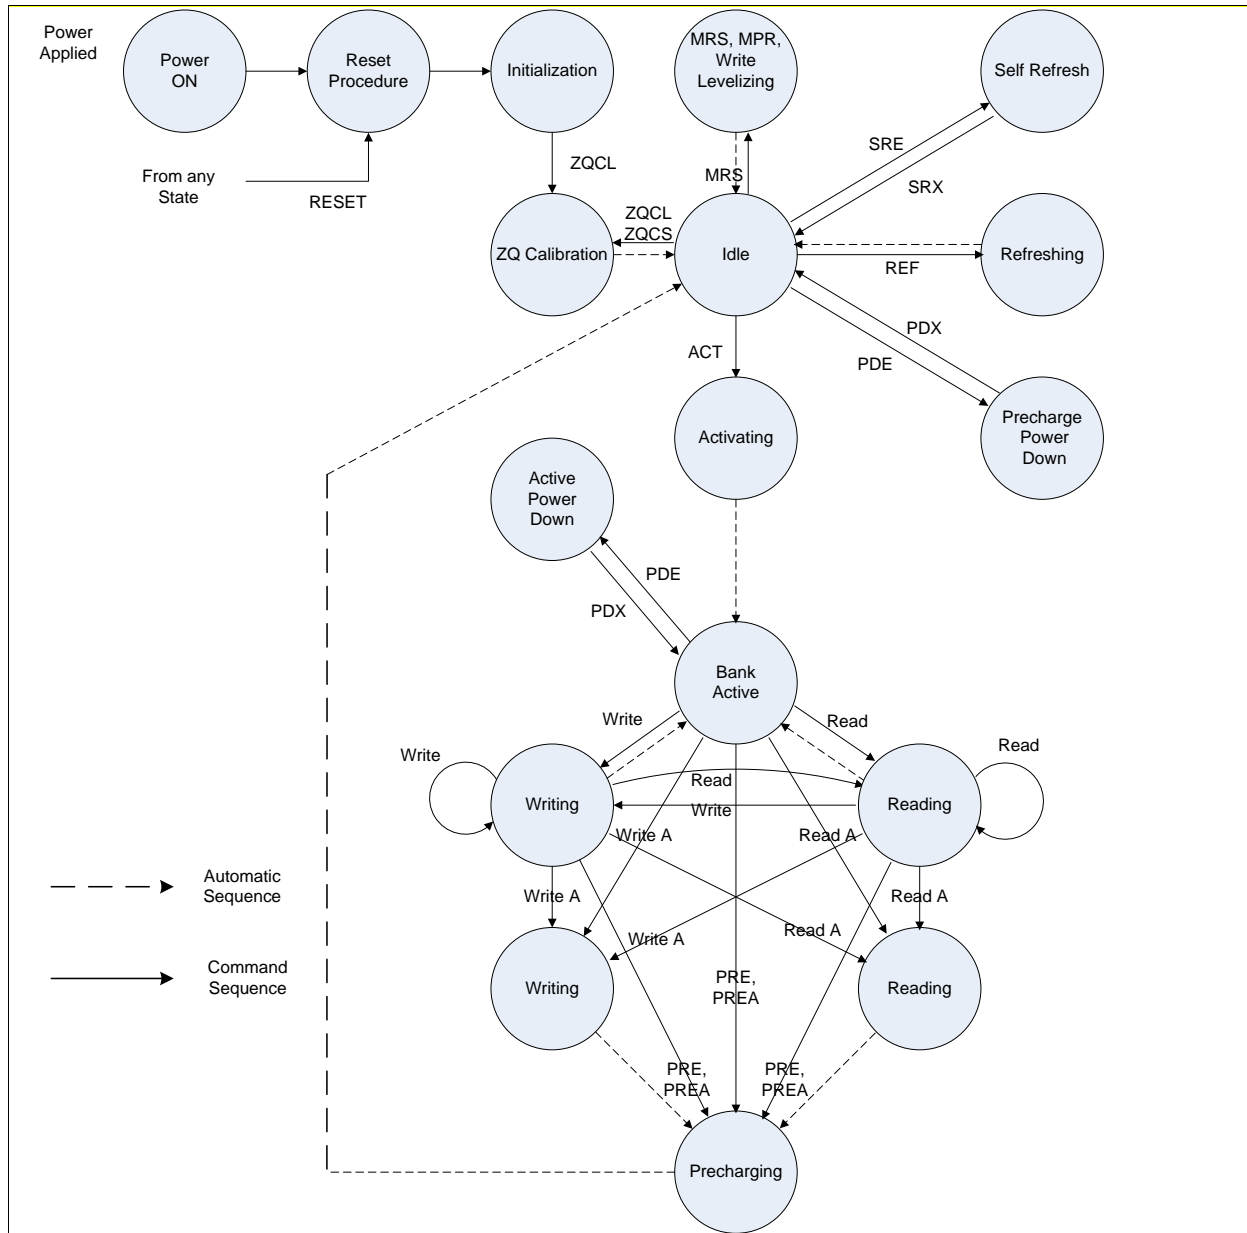 Power
Applied
Power
ON
Reset
Procedure
Initialization
MRS, MPR,
Write
Levelizing
Self Refresh
From any
State
RESET
ZQCL
MRS
SRE
SRX
ZQCL
ZQCS
ZQ Calibration
Idle
REF
Refreshing
ACT
PDX
PDE
Activating
Precharge
Power
Down
Active
Power
Down
PDE
PDX
Bank
Active
Write
Read
Write
Read
Writing
Read
Write
Reading
Write A
Read A
Write A
Read A
Write A
Read A
Automatic
Sequence
Command
Sequence
Writing
PRE,
PREA
Reading
PRE,
PREA
PRE,
PREA
Precharging